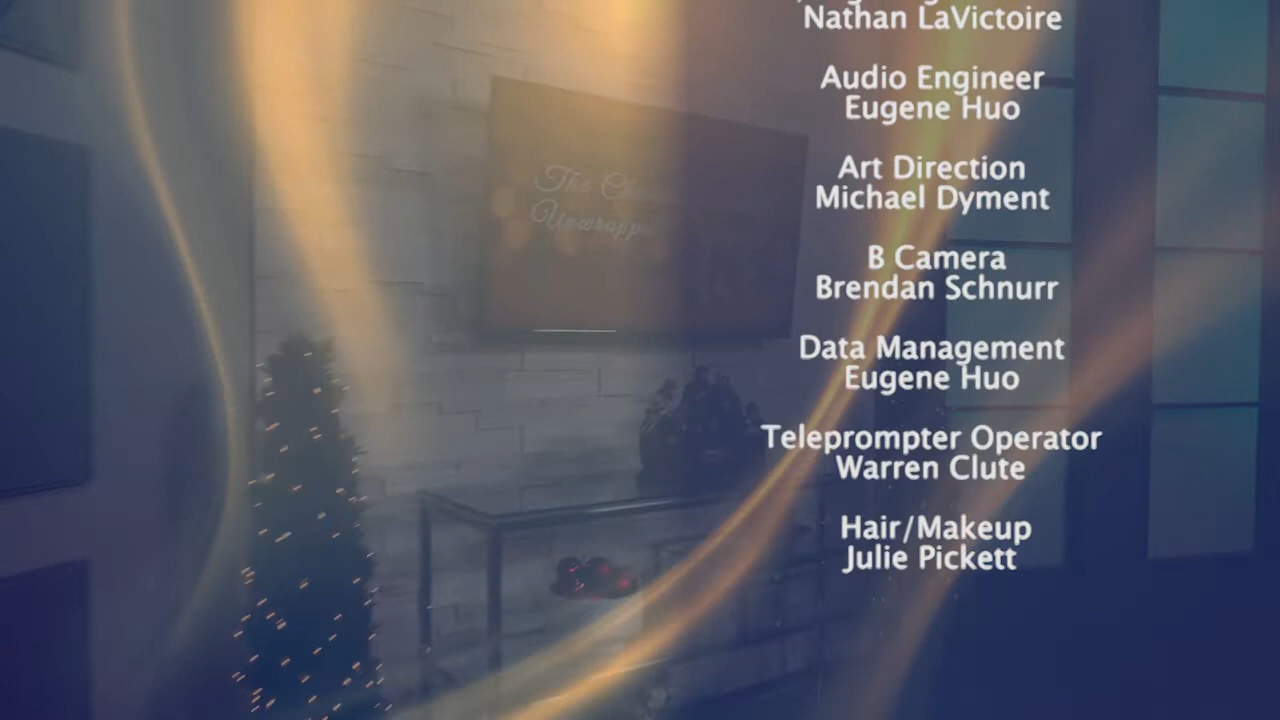 Nathan LaVictoire
Audio Engineer
Eugene Huo
Art Direction
Michael Dyment
B Camera
Brendan Schnurr
Data Management
Eugene Huo
Teleprompter Operator
Warren Clute
Hair/Makeup
Julie Pickett
The